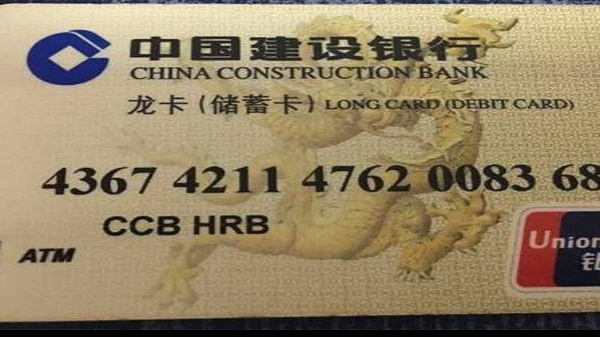 中国建设银行
CHINA CONSTRUCTION BANK
龙卡(储蓄卡) LONG CARD (DEBIT CARD)
4367 4211 4762 0083 68
CCB HRB
ATM
Union
银